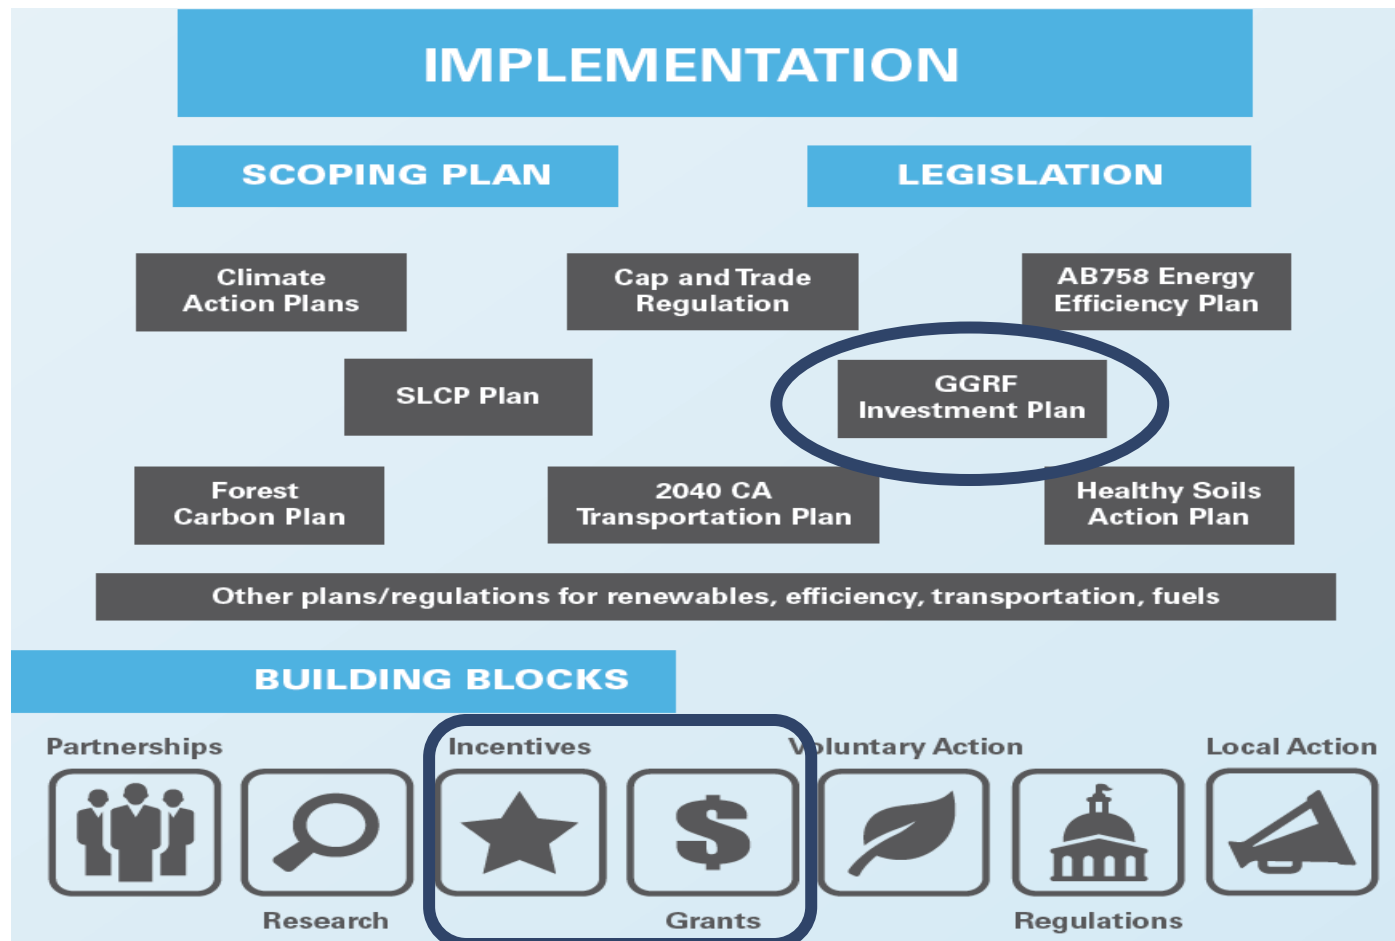 IMPLEMENTATION
SCOPING PLAN
LEGISLATION
Climate
Action Plans
Cap and Trade
Regulation
AB758 Energy
Efficiency Plan
SLCP Plan
GGRF
Investment Plan
Forest
Carbon Plan
2040 CA
Transportation Plan
Healthy Soils
Action Plan
Other plans/regulations for renewables, efficiency, transportation, fuels
BUILDING BLOCKS
Partnerships
Research
Incentives
$
Grants
Voluntary Action
Regulations
Local Action